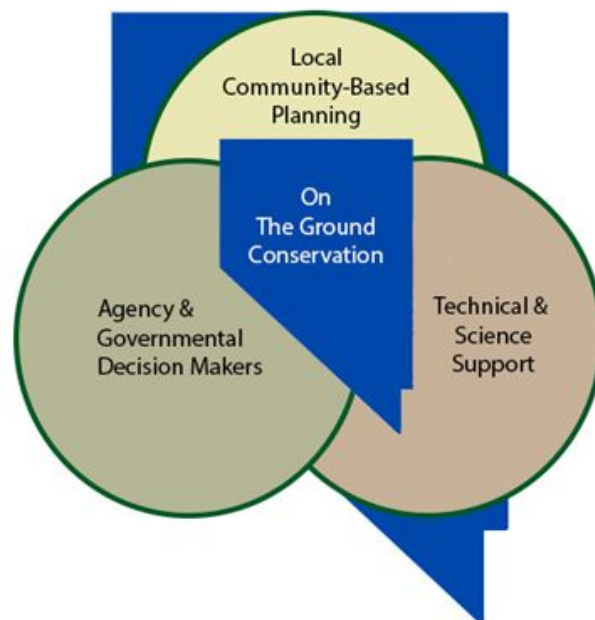 Local
Community-Based
Planning
On
The Ground
Conservation
Agency &
Governmental
Decision Makers
Technical &
Science
Support